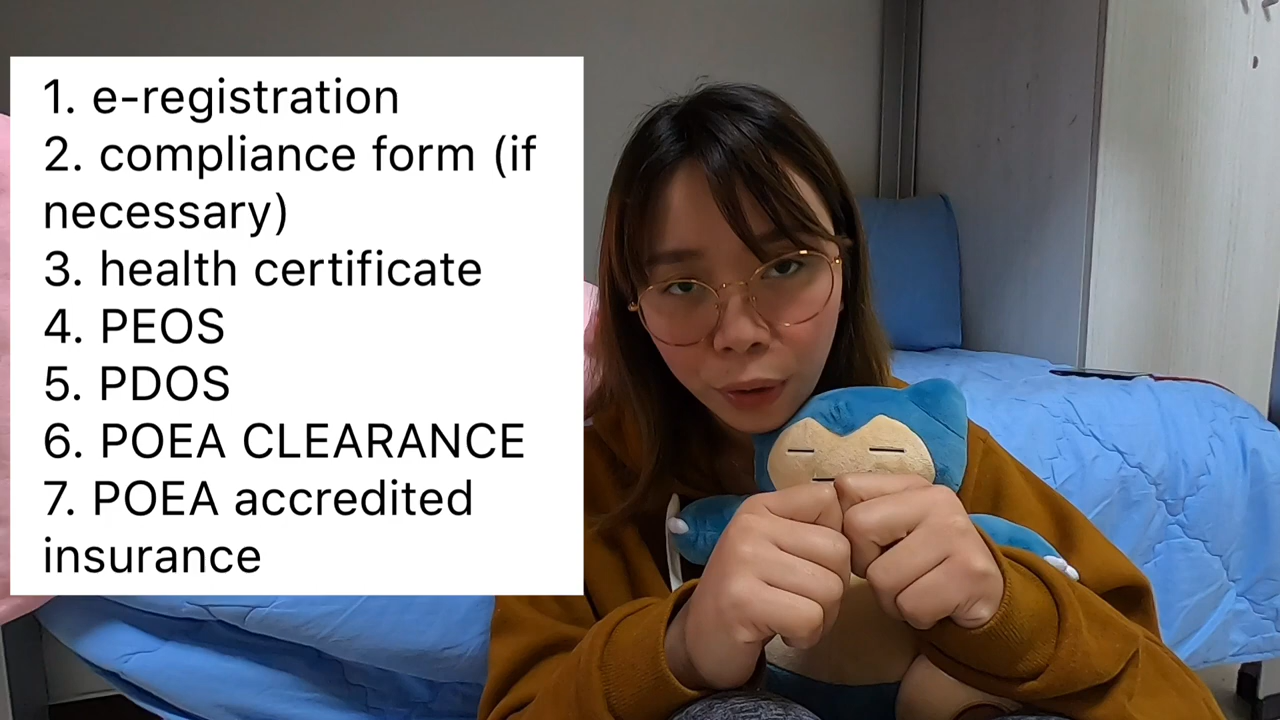 1. e-registration
2. compliance form (if
necessary)
3. health certificate
4. PEOS
5. PDOS
6. POEA CLEARANCE
7. POEA accredited
insurance